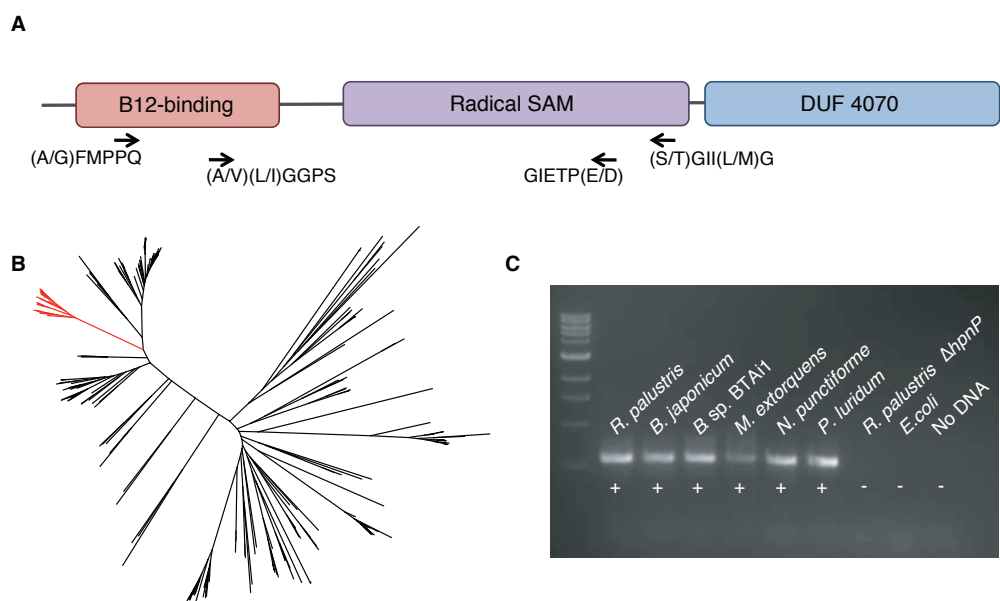 A
B12-binding
Radical SAM
DUF 4070
(A/G)FMPPQ
(A/V)(L/I)GGPS
GIETP(E/D)
(S/T)GII(L/M)G
B
C
R. palustris
B. japonicum
B. sp. BTAi1
M. extorquens
N. punctiforme
P. luridum
R. palustris ΔhpnP
E.coli
No DNA
+ + + + + + - - -